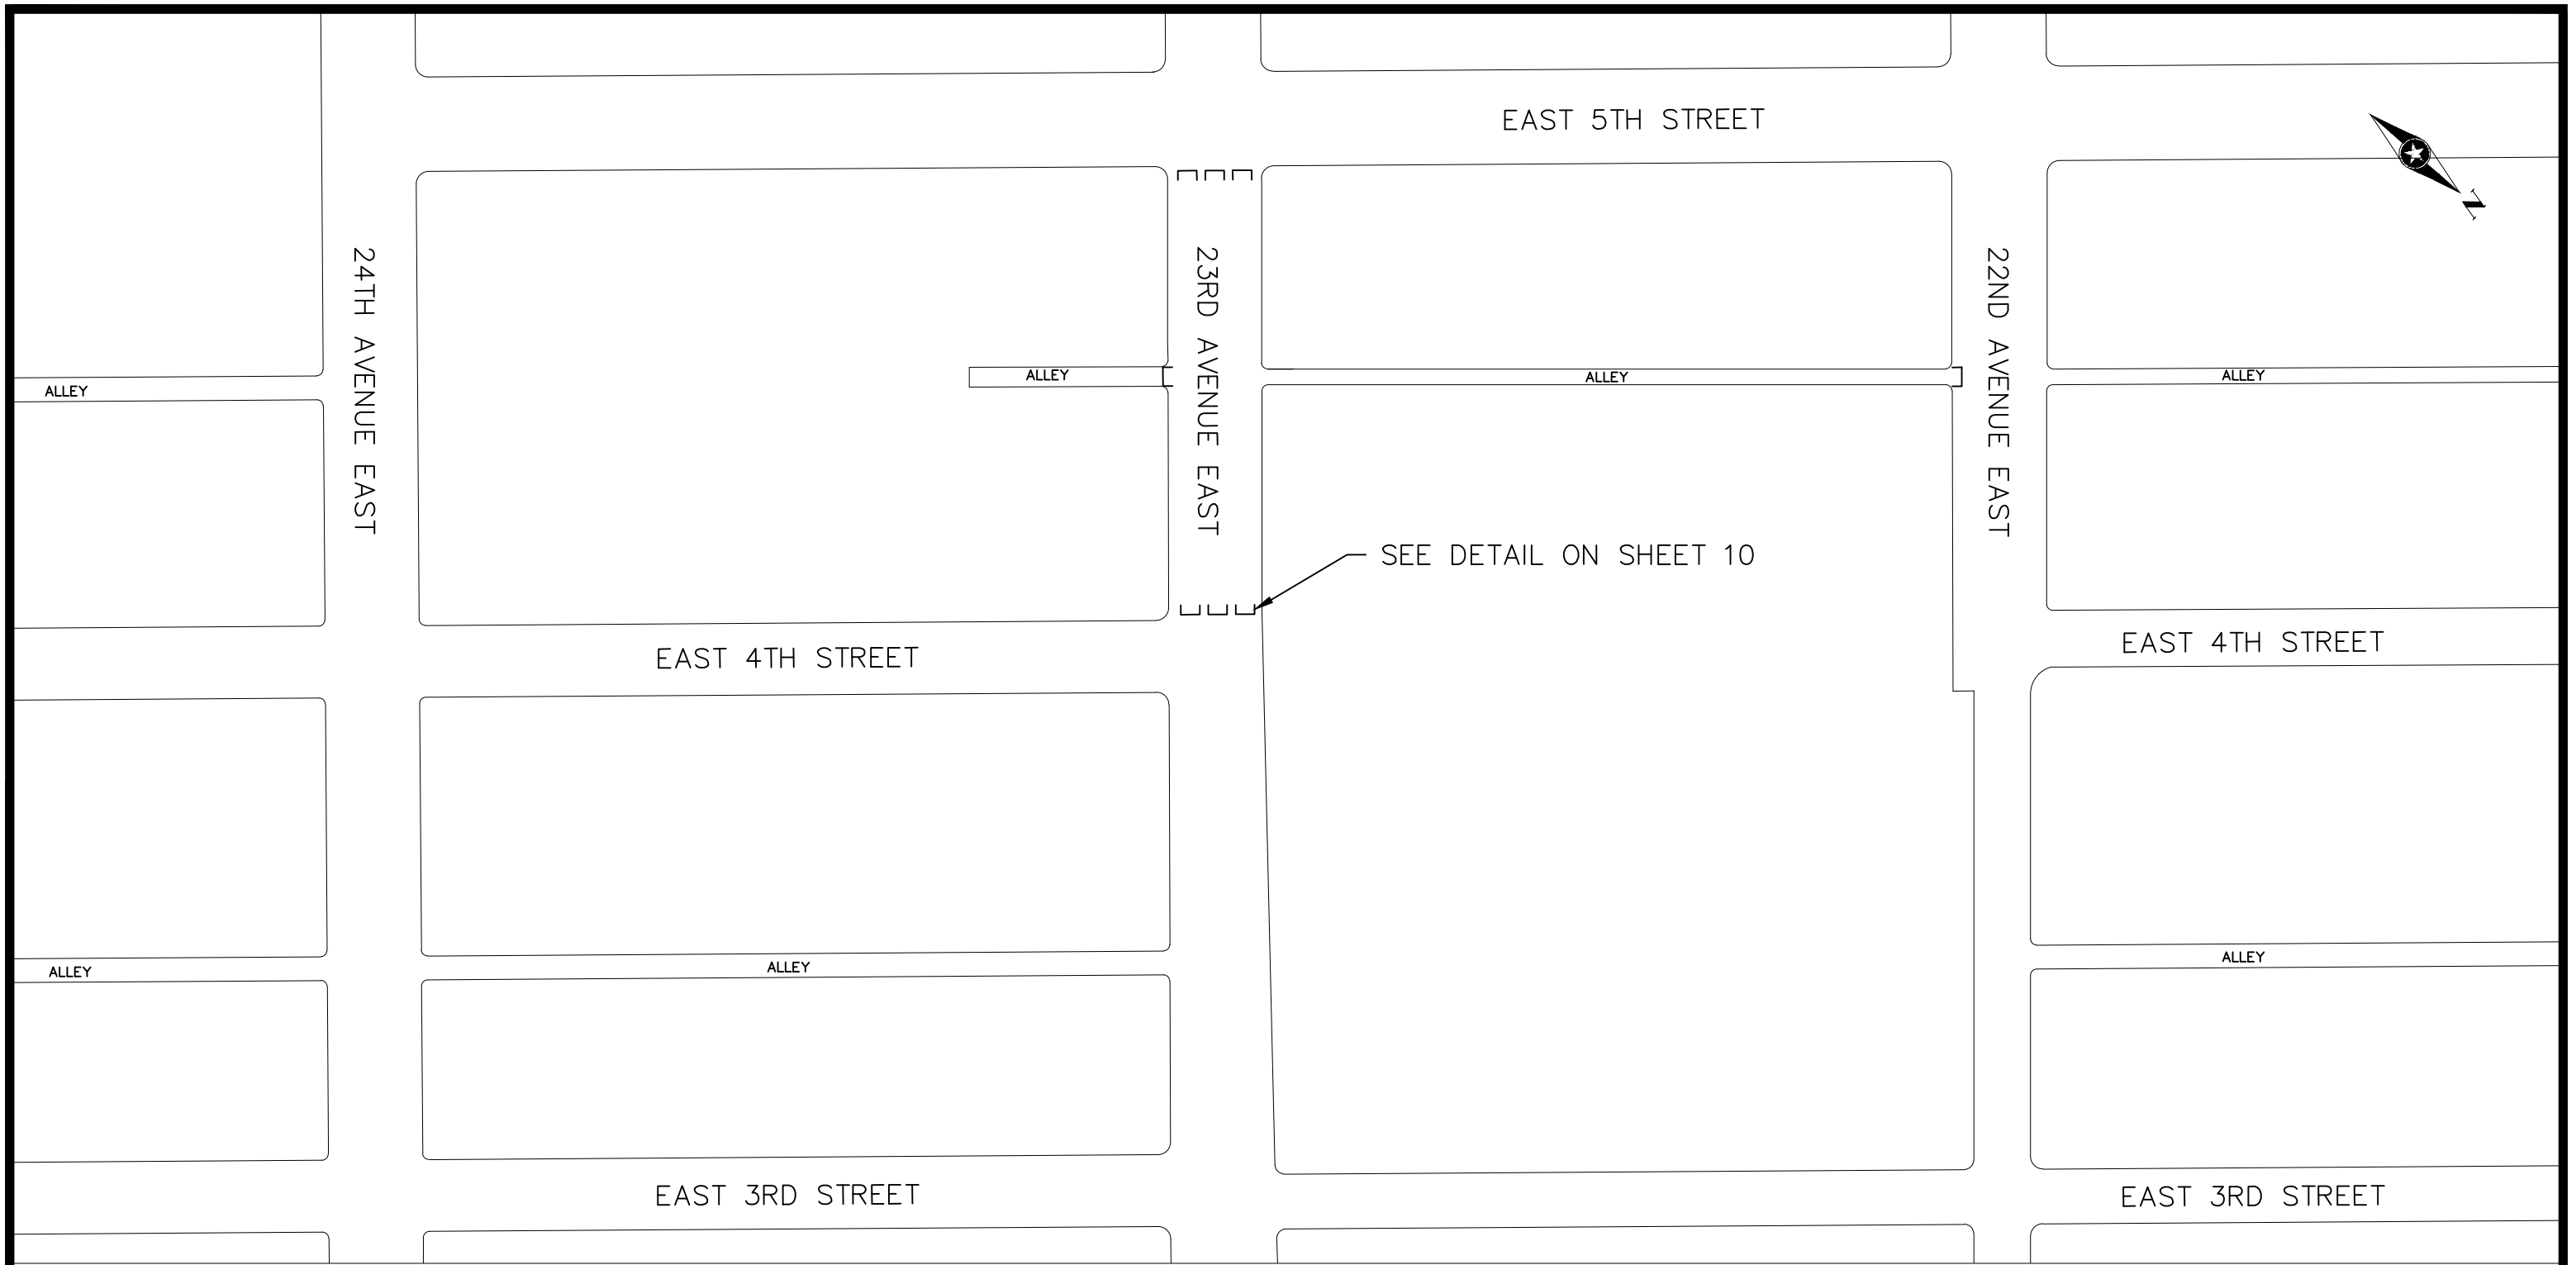 EAST 5TH STREET
N
24TH AVENUE EAST
23RD AVENUE EAST
22ND AVENUE EAST
ALLEY
ALLEY
ALLEY
ALLEY
SEE DETAIL ON SHEET 10
EAST 4TH STREET
EAST 4TH STREET
ALLEY
ALLEY
ALLEY
EAST 3RD STREET
EAST 3RD STREET